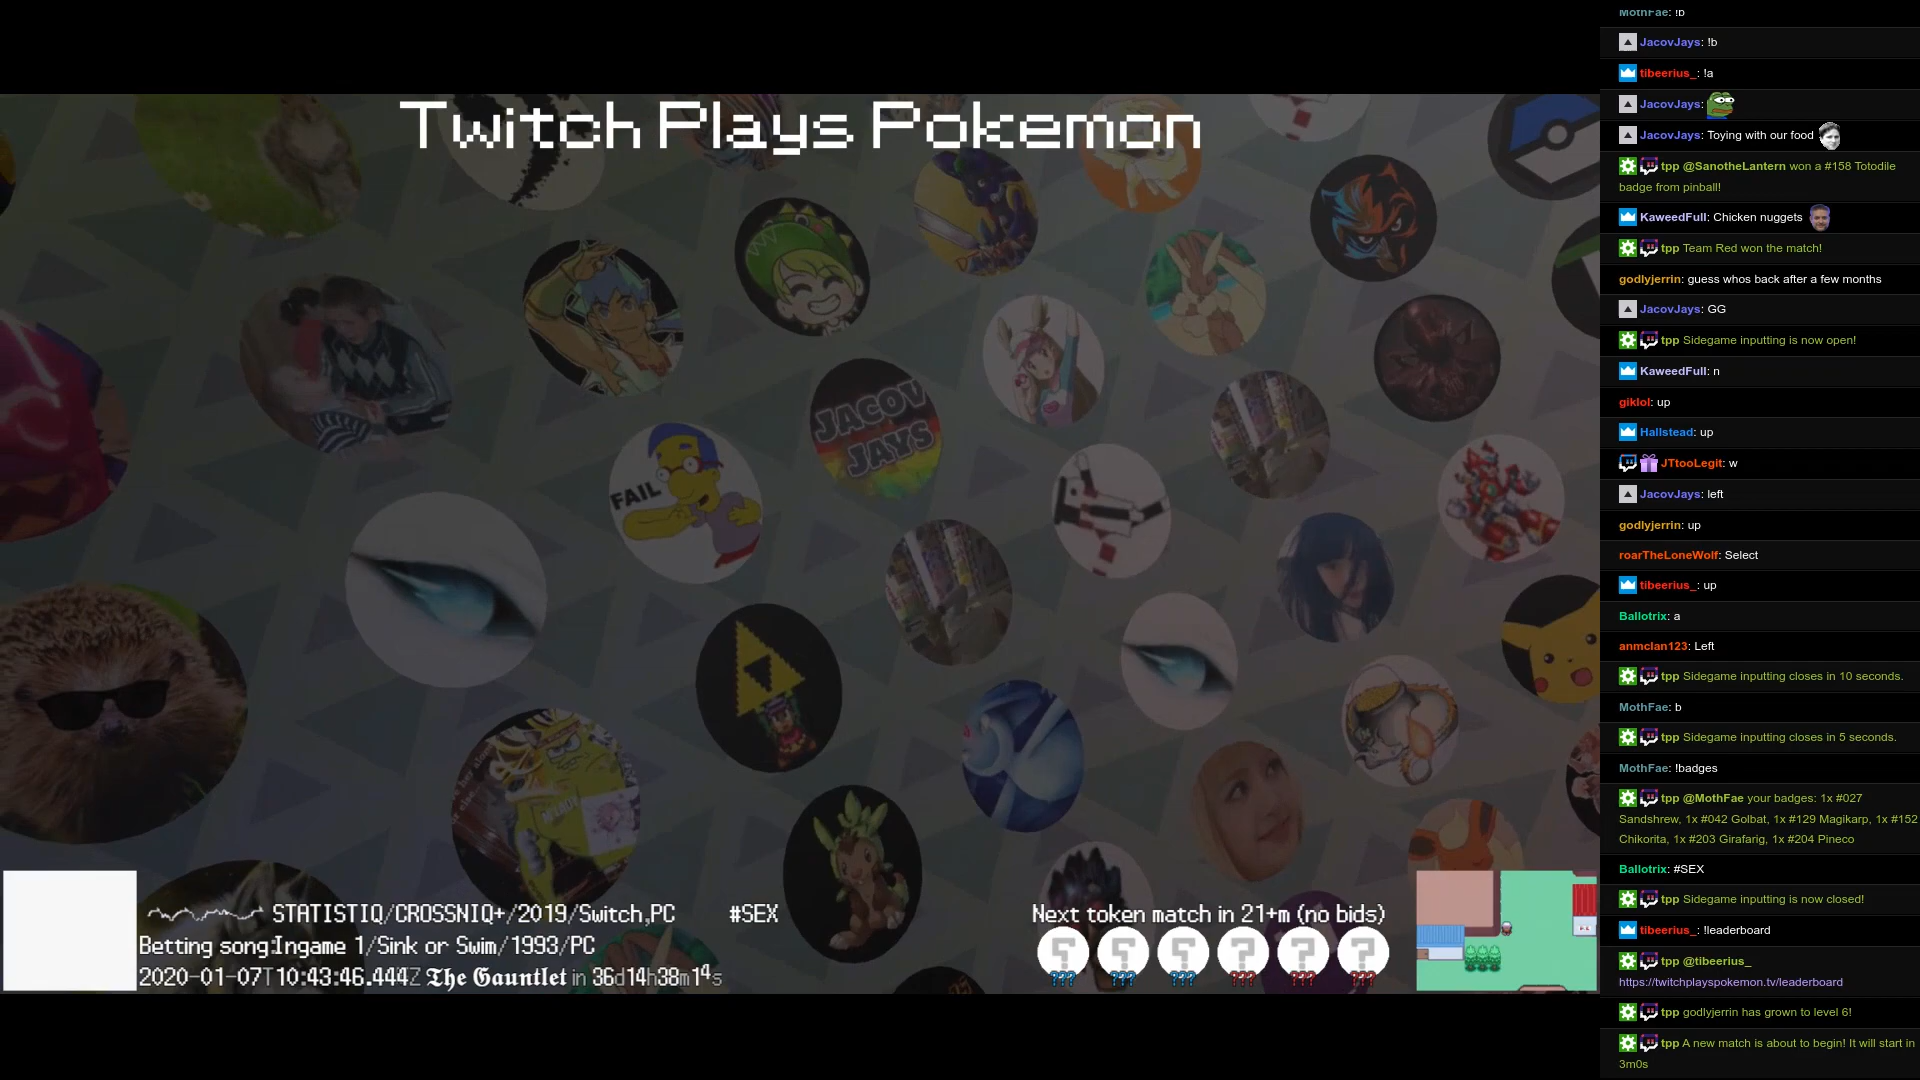 Twitch Plays Pokemon
JACOV
JAYS
FAIL
STATISTIQ/CROSSNIQ+/2019/Switch,PC #SEX
Betting song:Ingame 1/Sink or Swim/1993/PC
2020-01-07T10:43:46.444Z The Gauntlet in 36d14h38m14s
Next token match in 21+m (no bids)
? ? ? ? ? ?
??? ??? ??? ??? ??? ???
MothFae: !b
JacovJays: !b
tibeerius_: !a
JacovJays:
JacovJays: Toying with our food
tpp @SanotheLantern won a #158 Totodile
badge from pinball!
KaweedFull: Chicken nuggets
tpp Team Red won the match!
godlyjerrin: guess whos back after a few months
JacovJays: GG
tpp Sidegame inputting is now open!
KaweedFull: n
giklol: up
Hallstead: up
JTtooLegit: w
JacovJays: left
godlyjerrin: up
roarTheLoneWolf: Select
tibeerius_: up
Ballotrix: a
anmclan123: Left
tpp Sidegame inputting closes in 10 seconds.
MothFae: b
tpp Sidegame inputting closes in 5 seconds.
MothFae: !badges
tpp @MothFae your badges: 1x #027
Sandshrew, 1x #042 Golbat, 1x #129 Magikarp, 1x #152
Chikorita, 1x #203 Girafarig, 1x #204 Pineco
Ballotrix: #SEX
tpp Sidegame inputting is now closed!
tibeerius_: !leaderboard
tpp @tibeerius_
https://twitchplayspokemon.tv/leaderboard
tpp godlyjerrin has grown to level 6!
tpp A new match is about to begin! It will start in
3m0s